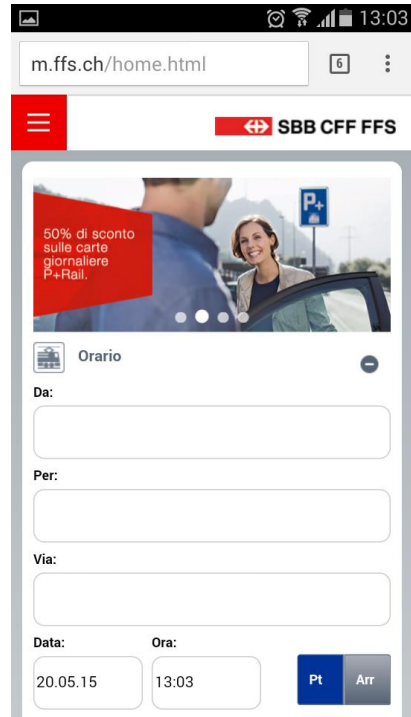 13:03
m.ffs.ch/home.html
6
SBB CFF FFS
50% di sconto
sulle carte
giornaliere
P+Rail.
P+
Orario
Da:
Per:
Via:
Data:
Ora:
20.05.15
13:03
Pt
Arr